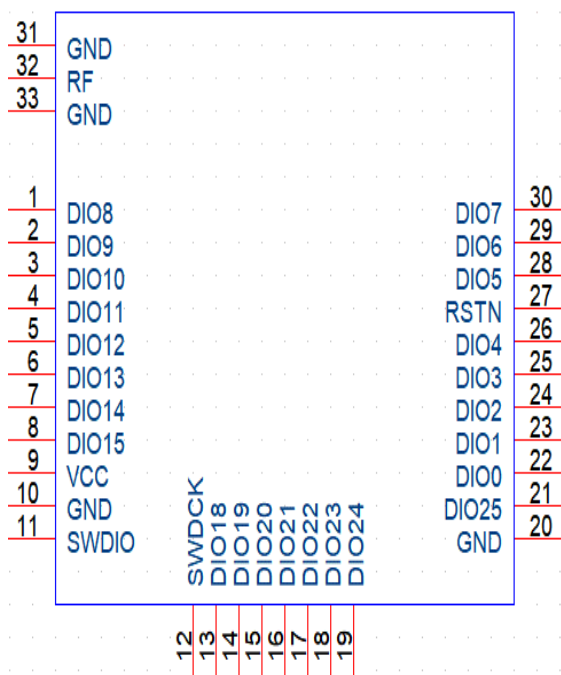 31 GND
32 RF
33 GND
1 DIO8 DIO7 30
2 DIO9 DIO6 29
3 DIO10 DIO5 28
4 DIO11 RSTN 27
5 DIO12 DIO4 26
6 DIO13 DIO3 25
7 DIO14 DIO2 24
8 DIO15 DIO1 23
9 VCC DIO0 22
10 GND DIO25 21
11 SWDIO GND 20
SWDCK
DIO18
DIO19
DIO20
DIO21
DIO22
DIO23
DIO24
12
13
14
15
16
17
18
19